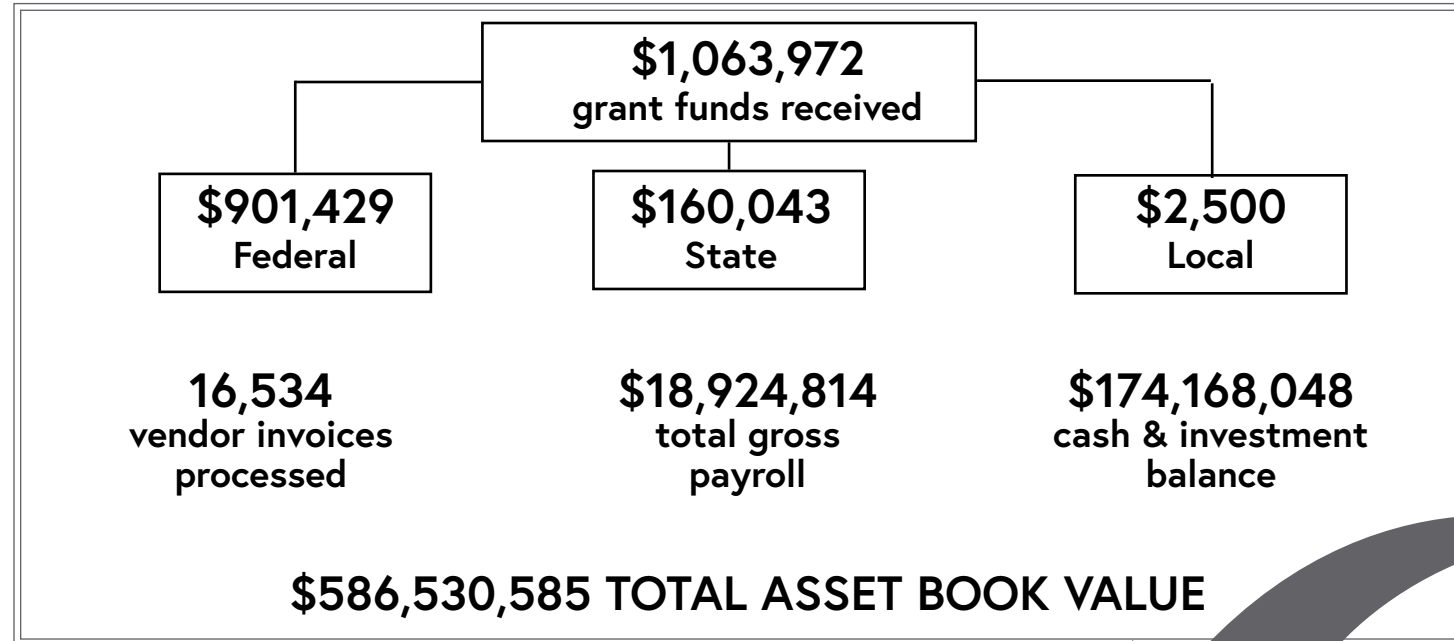 $1,063,972
grant funds received
$901,429
Federal
$160,043
State
$2,500
Local
16,534
vendor invoices
processed
$18,924,814
total gross
payroll
$174,168,048
cash & investment
balance
$586,530,585 TOTAL ASSET BOOK VALUE